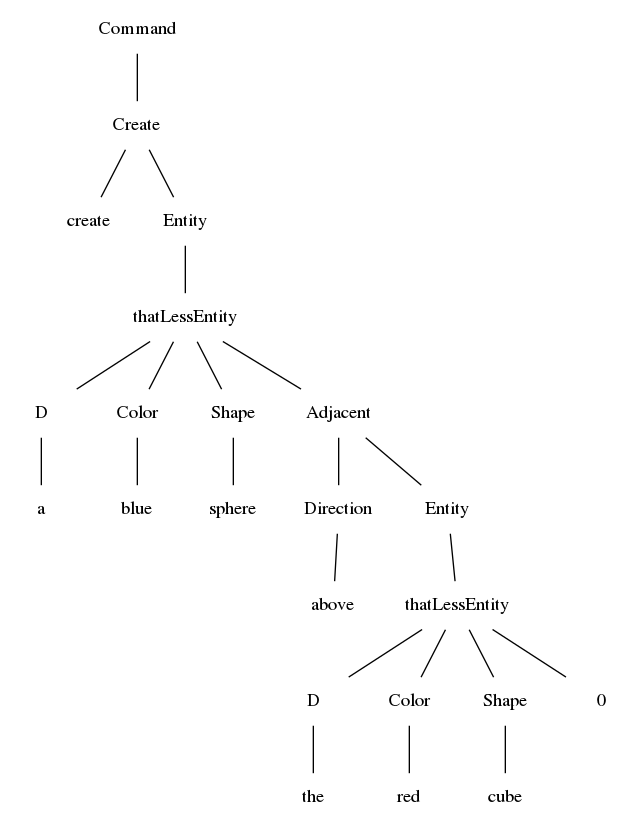 Command
Create
create Entity
thatLessEntity
D Color Shape Adjacent
a blue sphere Direction Entity
above thatLessEntity
D Color Shape 0
the red cube